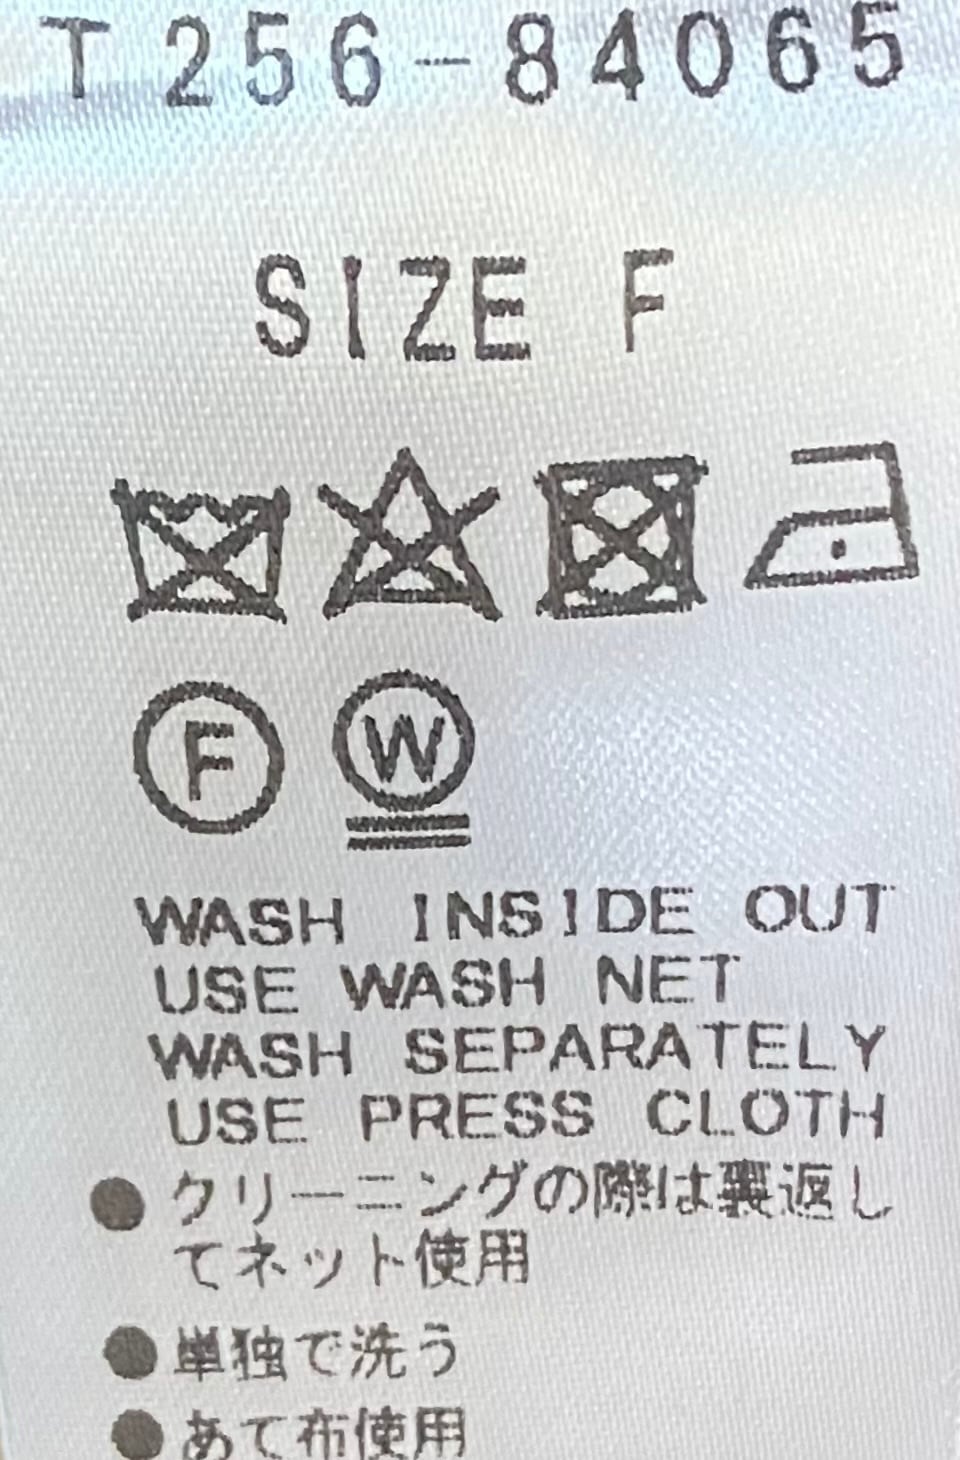 T256-84065
SIZE F
F W
WASH INSIDE OUT
USE WASH NET
WASH SEPARATELY
USE PRESS CLOTH
●クリーニングの際は裏返し
てネット使用
●単独で洗う
●あて布使用